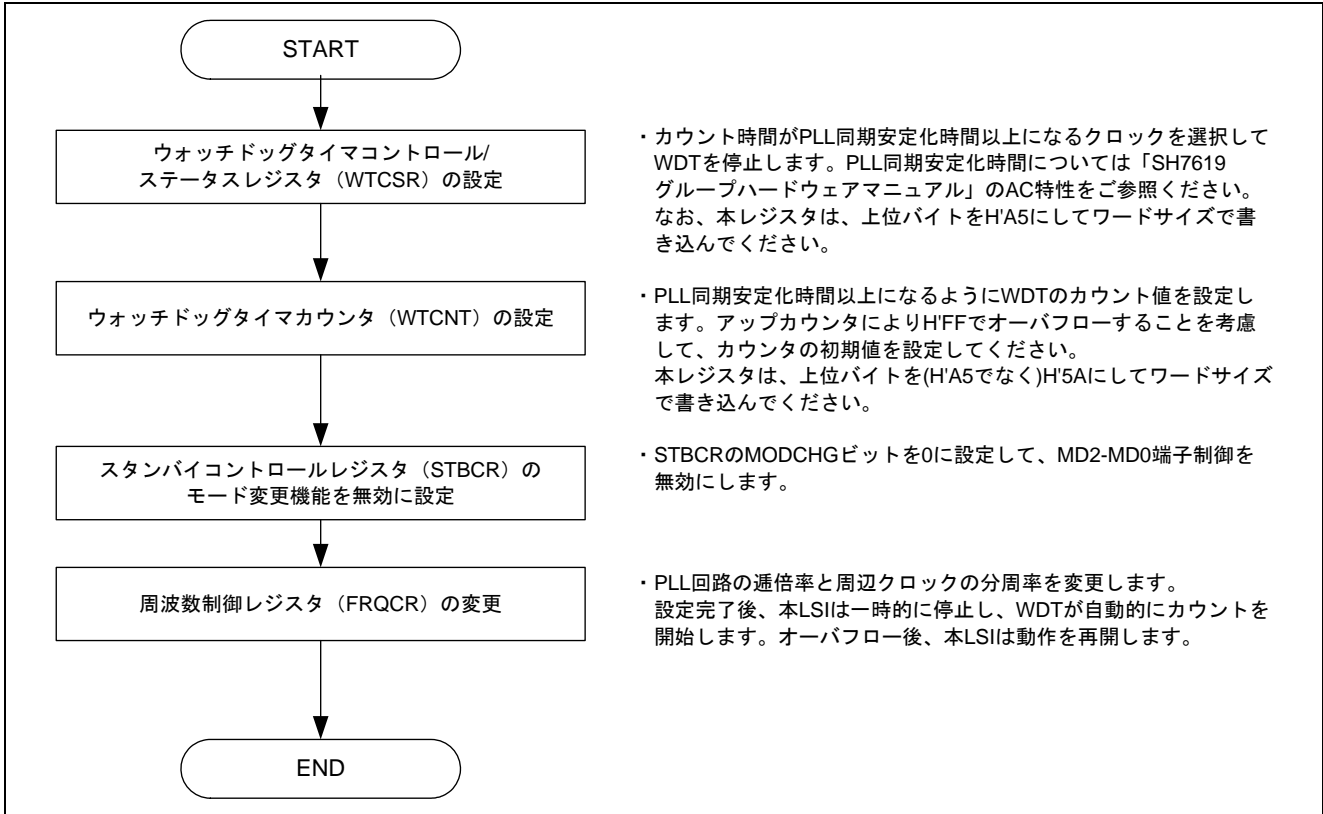 START
ウォッチドッグタイマコントロール/
ステータスレジスタ（WTCSR）の設定
・カウント時間がPLL同期安定化時間以上になるクロックを選択して
WDTを停止します。PLL同期安定化時間については「SH7619
グループハードウェアマニュアル」のAC特性をご参照ください。
なお、本レジスタは、上位バイトをH'A5にしてワードサイズで書
き込んでください。
ウォッチドッグタイマカウンタ（WTCNT）の設定
・PLL同期安定化時間以上になるようにWDTのカウント値を設定し
ます。アップカウンタによりH'FFでオーバフローすることを考慮
して、カウンタの初期値を設定してください。
本レジスタは、上位バイトを(H'A5でなく)H'5Aにしてワードサイズ
で書き込んでください。
スタンバイコントロールレジスタ（STBCR）の
モード変更機能を無効に設定
・STBCRのMODCHGビットを0に設定して、MD2-MD0端子制御を
無効にします。
周波数制御レジスタ（FRQCR）の変更
・PLL回路の逓倍率と周辺クロックの分周率を変更します。
設定完了後、本LSIは一時的に停止し、WDTが自動的にカウントを
開始します。オーバフロー後、本LSIは動作を再開します。
END